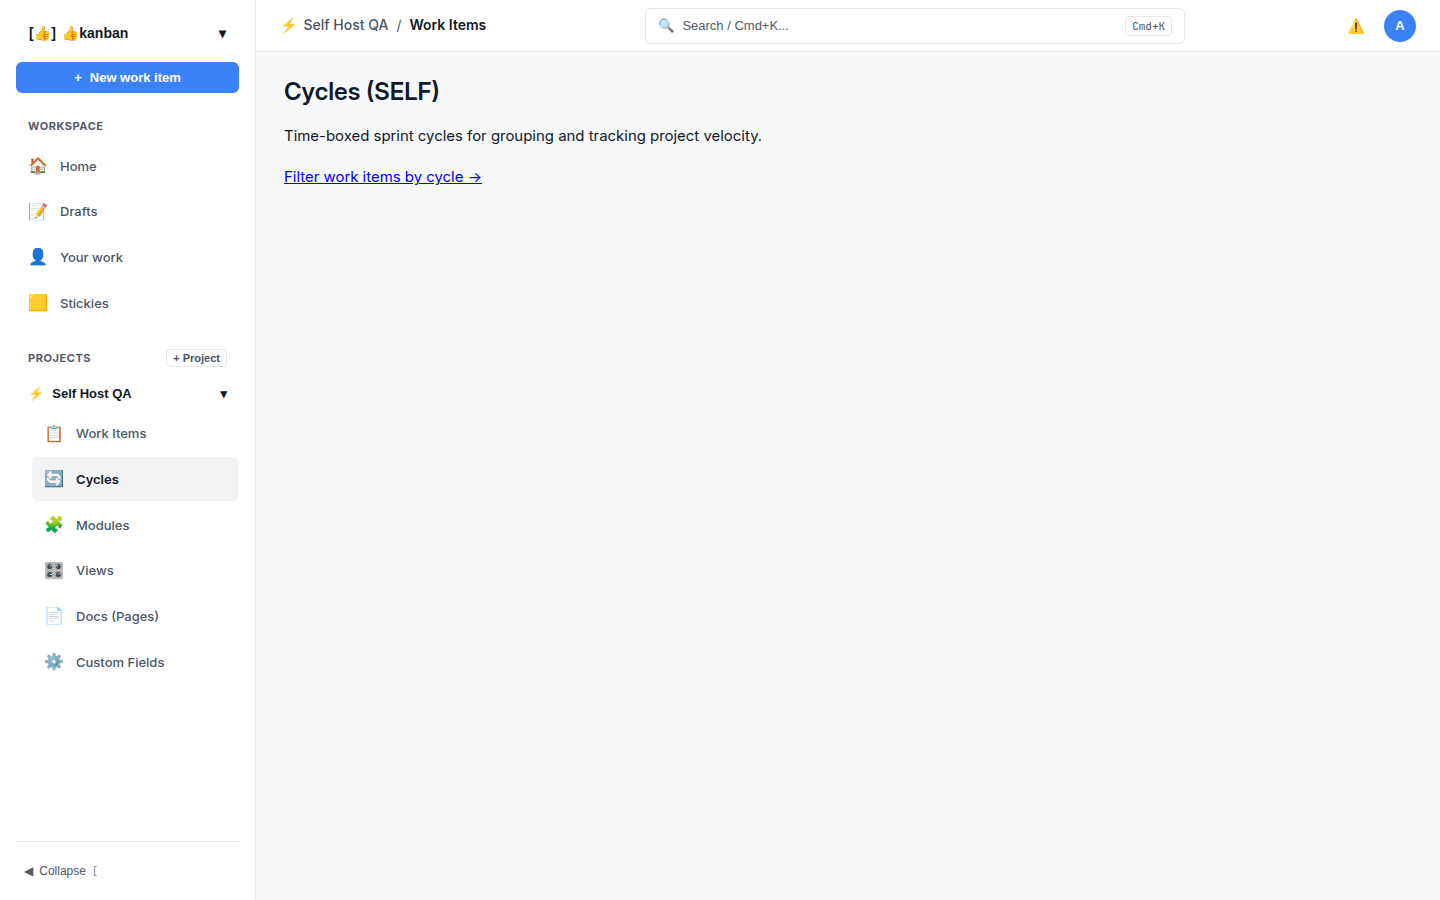 [👍] 👍kanban ▼
+ New work item
WORKSPACE
Home
Drafts
Your work
Stickies
PROJECTS + Project
⚡ Self Host QA ▼
Work Items
Cycles
Modules
Views
Docs (Pages)
Custom Fields
◀ Collapse [
⚡ Self Host QA / Work Items
🔍 Search / Cmd+K... Cmd+K
⚠️ A
Cycles (SELF)
Time-boxed sprint cycles for grouping and tracking project velocity.
Filter work items by cycle →